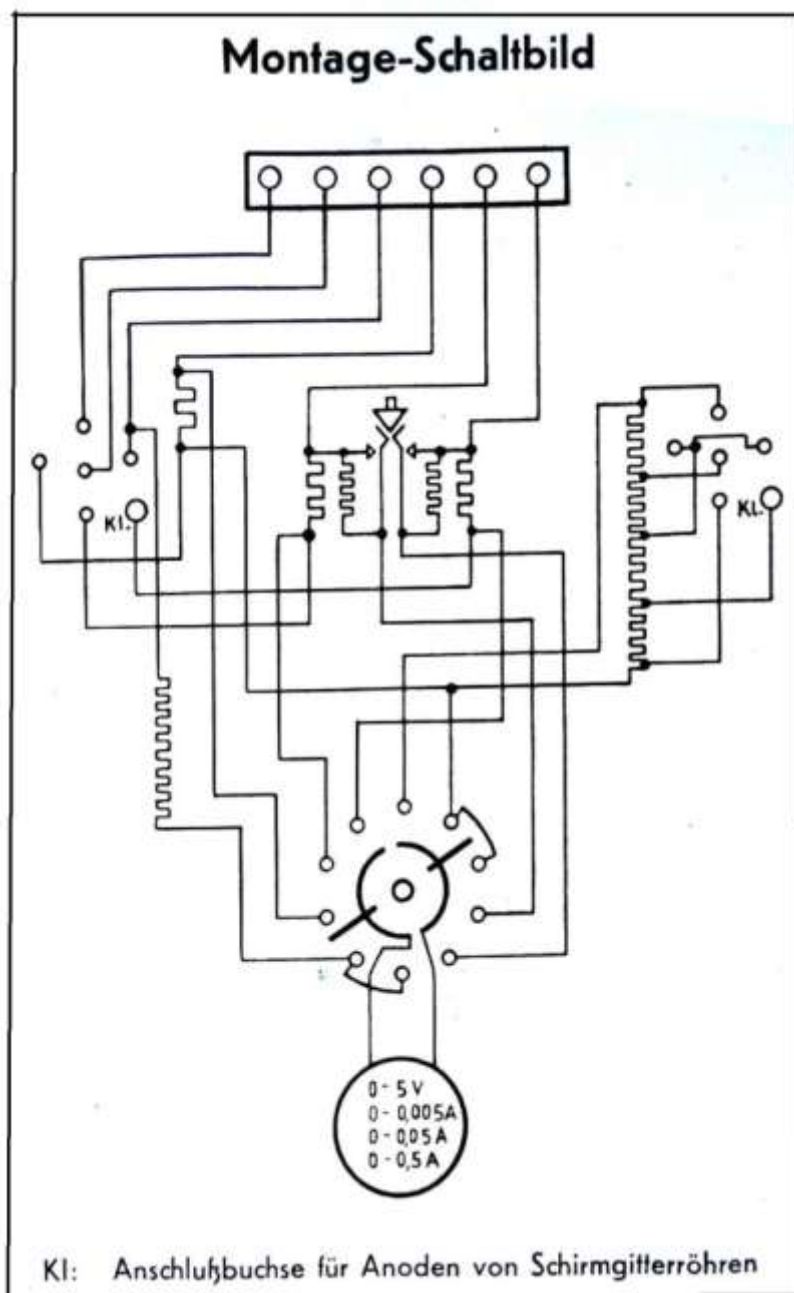 Montage-Schaltbild
Kl.
Kl.
0-5V
0-0,005A
0-0,05A
0-0,5A
Kl: Anschlußbuchse für Anoden von Schirmgitterröhren